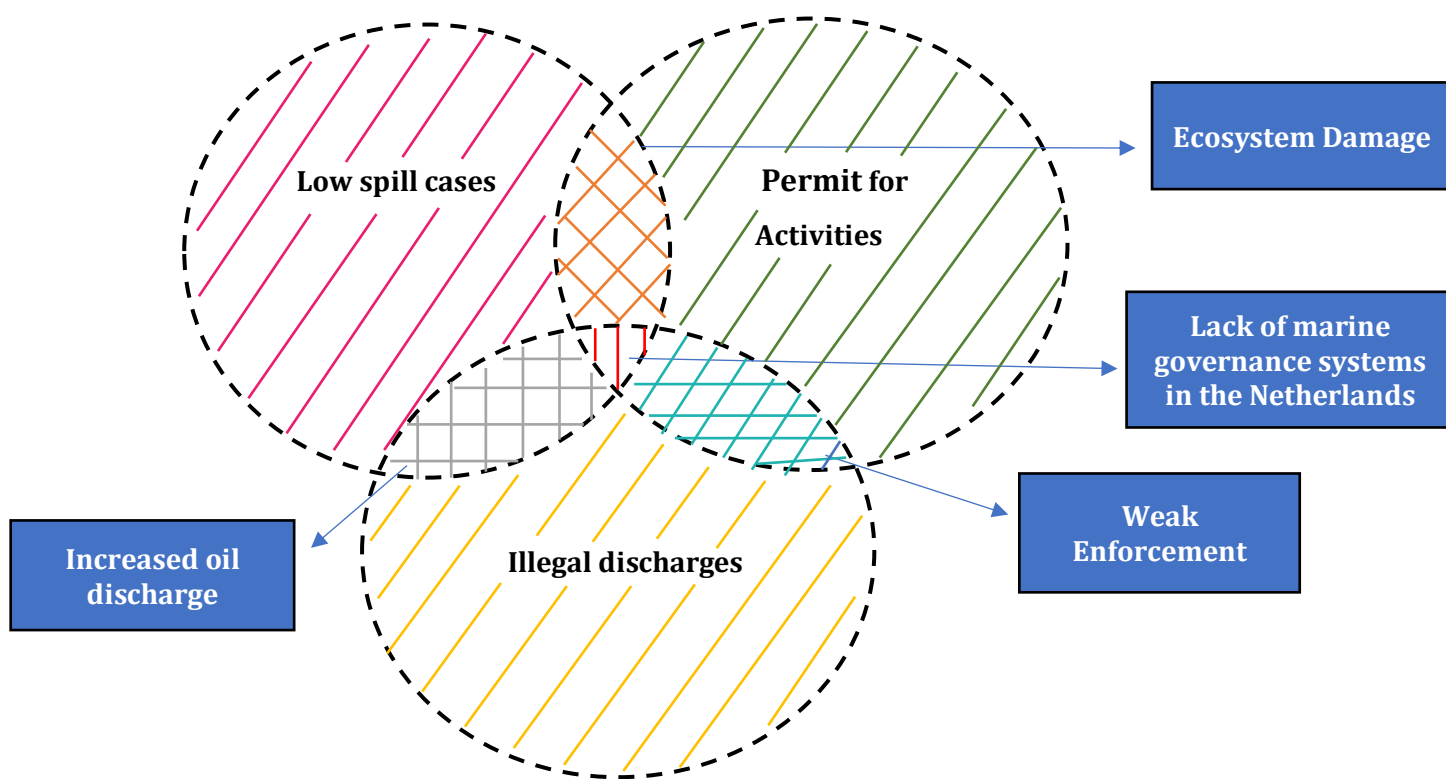 Low spill cases
Permit for
Activities
Ecosystem Damage
Lack of marine
governance systems
in the Netherlands
Weak
Enforcement
Illegal discharges
Increased oil
discharge